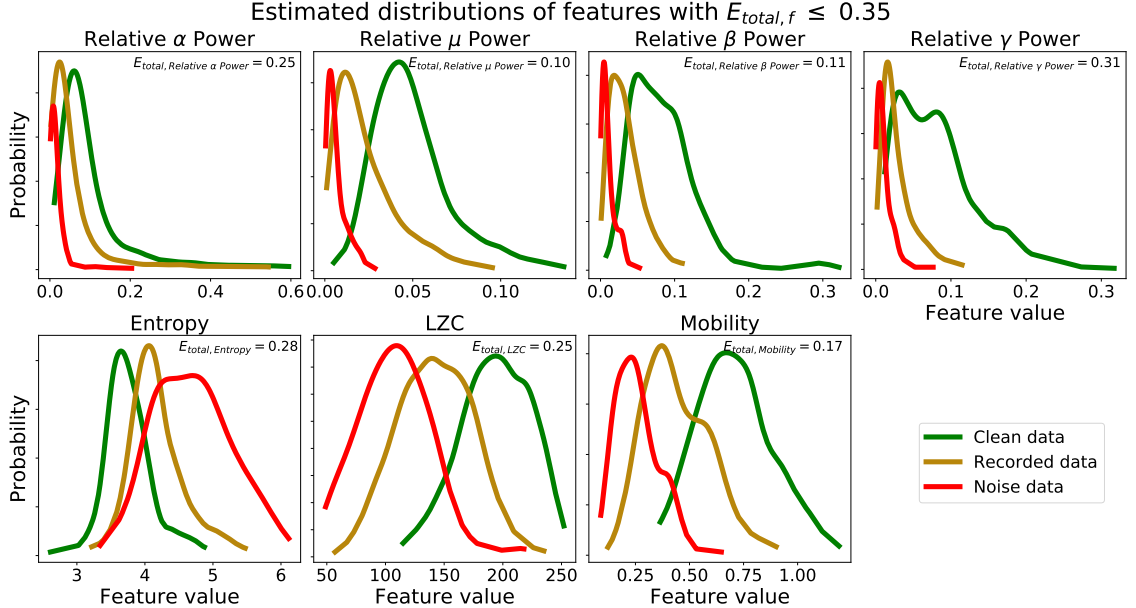 Estimated distributions of features with E_total,f ≤ 0.35
Relative α Power
Relative μ Power
Relative β Power
Relative γ Power
E_total,Relative α Power = 0.25
E_total,Relative μ Power = 0.10
E_total,Relative β Power = 0.11
E_total,Relative γ Power = 0.31
Probability
0.0 0.2 0.4 0.6
0.00 0.05 0.10
0.0 0.1 0.2 0.3
0.0 0.1 0.2 0.3
Feature value
Entropy
LZC
Mobility
E_total,Entropy = 0.28
E_total,LZC = 0.25
E_total,Mobility = 0.17
Probability
Clean data
Recorded data
Noise data
3 4 5 6
50 100 150 200 250
0.25 0.50 0.75 1.00
Feature value
Feature value
Feature value